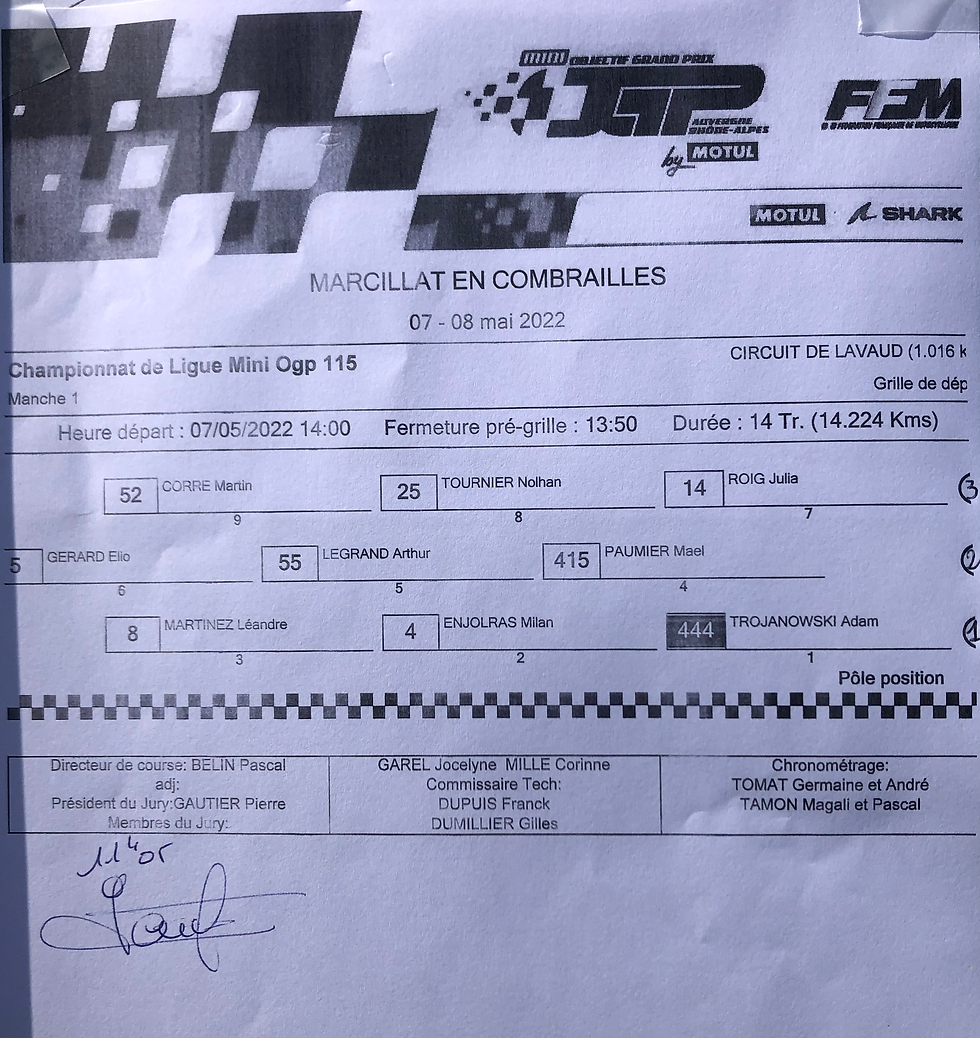 mini OBJECTIF GRAND PRIX
OGP
AUVERGNE
RHÔNE-ALPES
by MOTUL
FFM
FÉDÉRATION FRANÇAISE DE MOTOCYCLISME
MOTUL SHARK
MARCILLAT EN COMBRAILLES
07 - 08 mai 2022
Championnat de Ligue Mini Ogp 115
CIRCUIT DE LAVAUD (1.016 k
Manche 1
Grille de dép
Heure départ : 07/05/2022 14:00 Fermeture pré-grille : 13:50 Durée : 14 Tr. (14.224 Kms)
52 CORRE Martin 25 TOURNIER Nolhan 14 ROIG Julia 3
9 8 7
5 GERARD Elio 55 LEGRAND Arthur 415 PAUMIER Mael 2
6 5 4
8 MARTINEZ Léandre 4 ENJOLRAS Milan 444 TROJANOWSKI Adam 1
3 2 1
Pôle position
Directeur de course: BELIN Pascal
adj:
Président du Jury:GAUTIER Pierre
Membres du Jury:
GAREL Jocelyne MILLE Corinne
Commissaire Tech:
DUPUIS Franck
DUMILLIER Gilles
Chronométrage:
TOMAT Germaine et André
TAMON Magali et Pascal
11h05